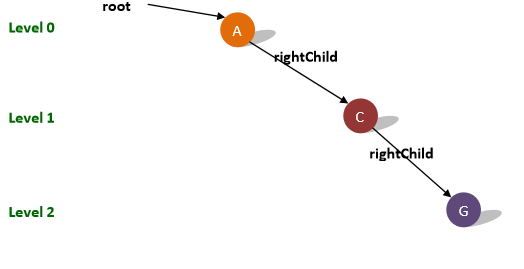 root
Level 0
A
rightChild
Level 1
C
rightChild
Level 2
G